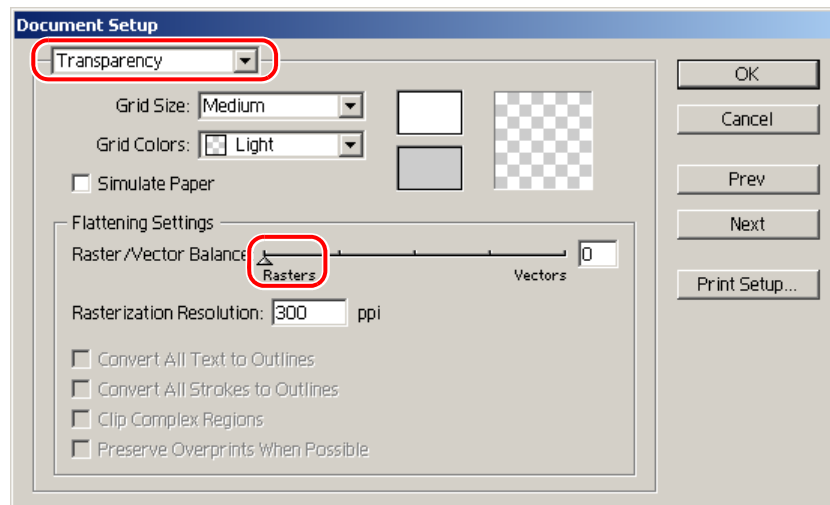 Document Setup
Transparency
Grid Size: Medium
Grid Colors: Light
Simulate Paper
Flattening Settings
Raster/Vector Balance 0
Rasters Vectors
Rasterization Resolution: 300 ppi
Convert All Text to Outlines
Convert All Strokes to Outlines
Clip Complex Regions
Preserve Overprints When Possible
OK
Cancel
Prev
Next
Print Setup...